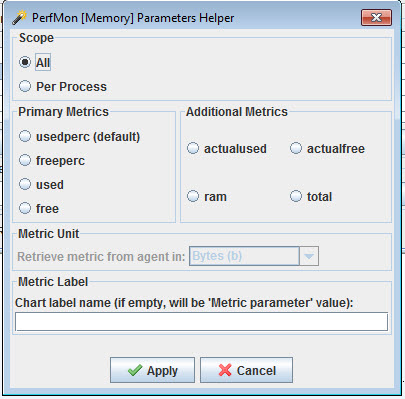 PerfMon [Memory] Parameters Helper
Scope
All
Per Process
Primary Metrics
usedperc (default)
freeperc
used
free
Additional Metrics
actualused
actualfree
ram
total
Metric Unit
Retrieve metric from agent in: Bytes (b)
Metric Label
Chart label name (if empty, will be 'Metric parameter' value):
Apply
Cancel